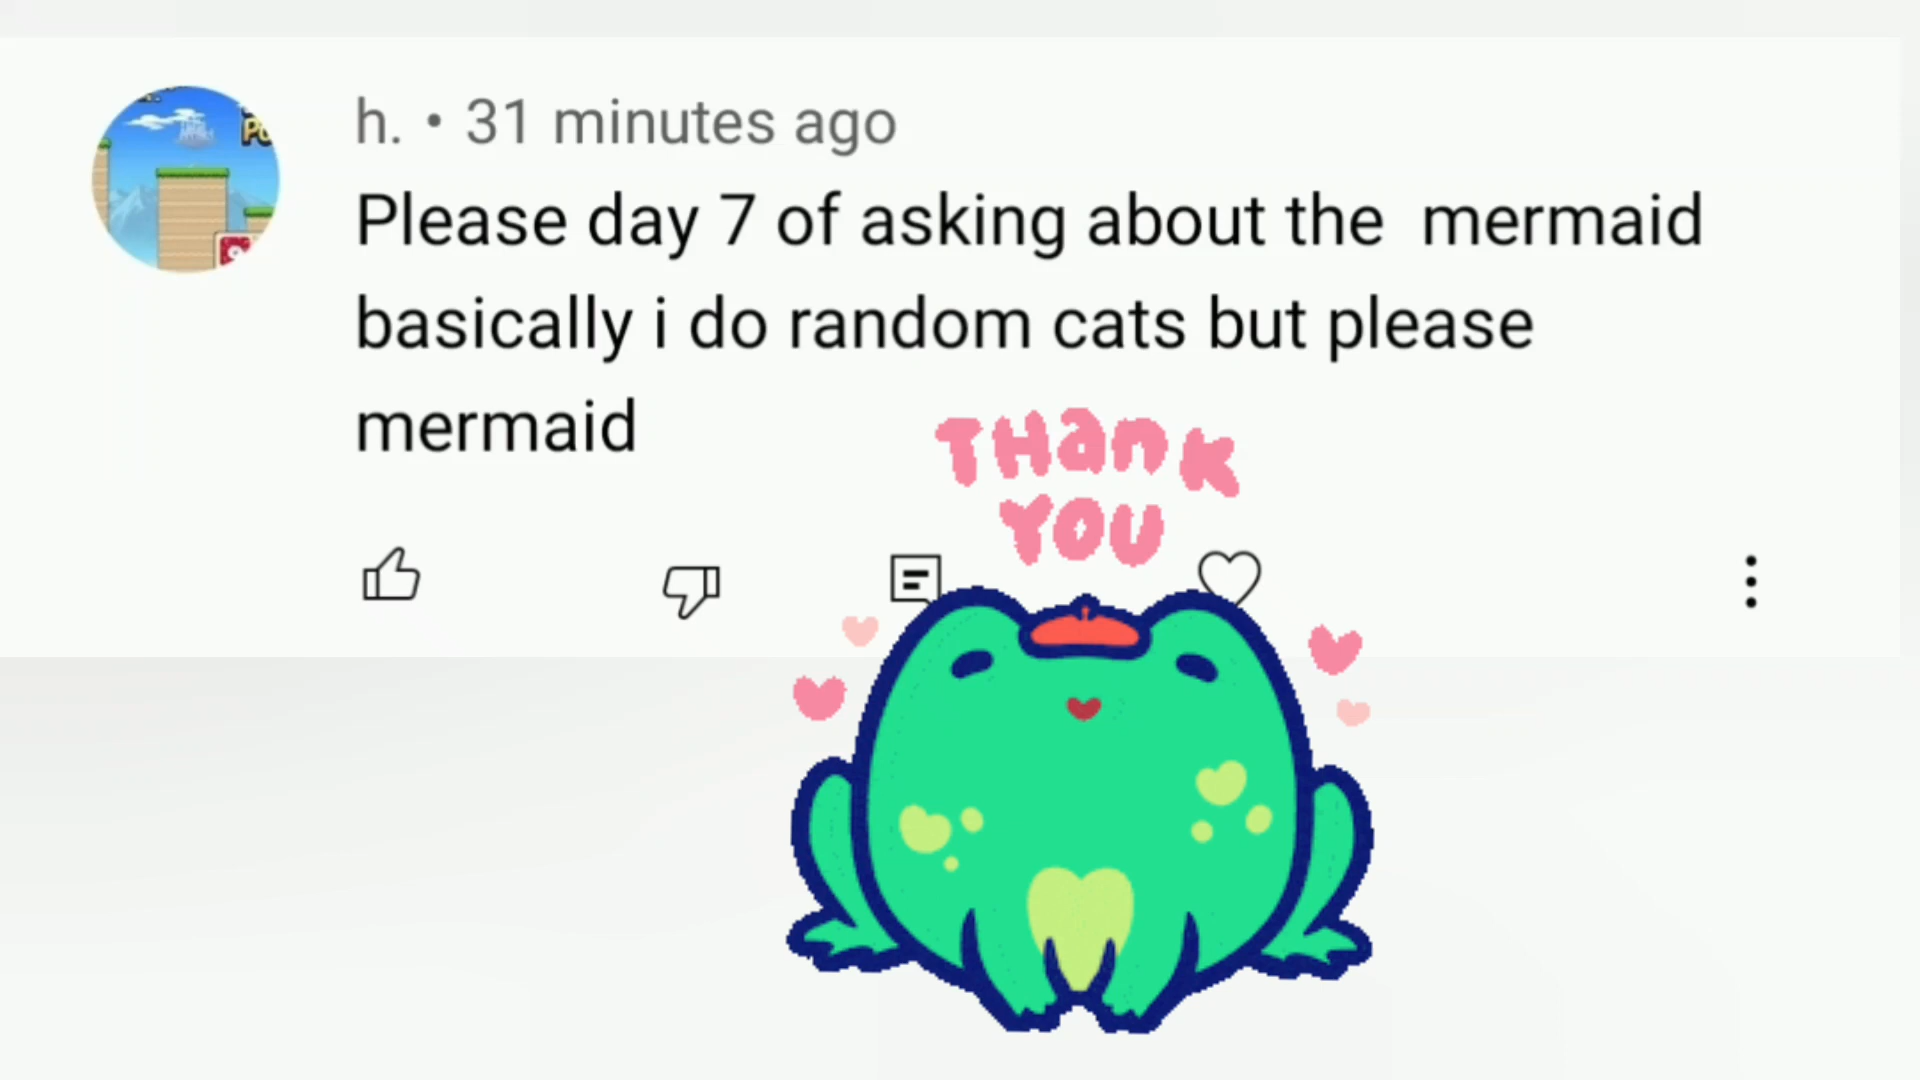 h. • 31 minutes ago
Please day 7 of asking about the  mermaid
basically i do random cats but please
mermaid
THanK
YOU